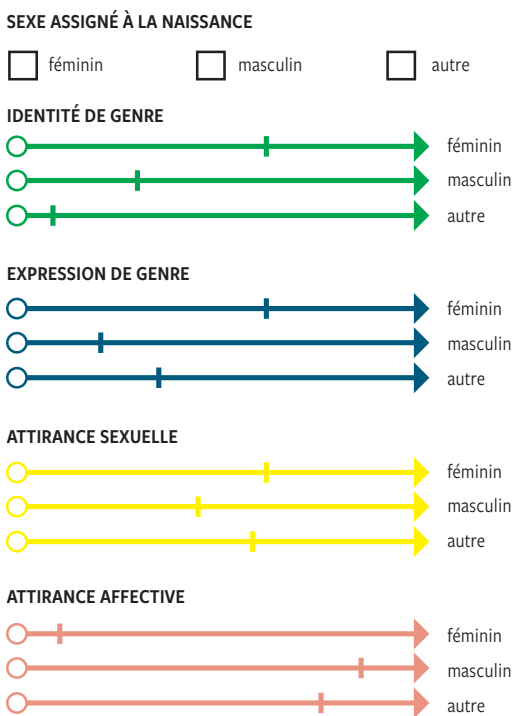 SEXE ASSIGNÉ À LA NAISSANCE
féminin masculin autre
IDENTITÉ DE GENRE
féminin
masculin
autre
EXPRESSION DE GENRE
féminin
masculin
autre
ATTIRANCE SEXUELLE
féminin
masculin
autre
ATTIRANCE AFFECTIVE
féminin
masculin
autre